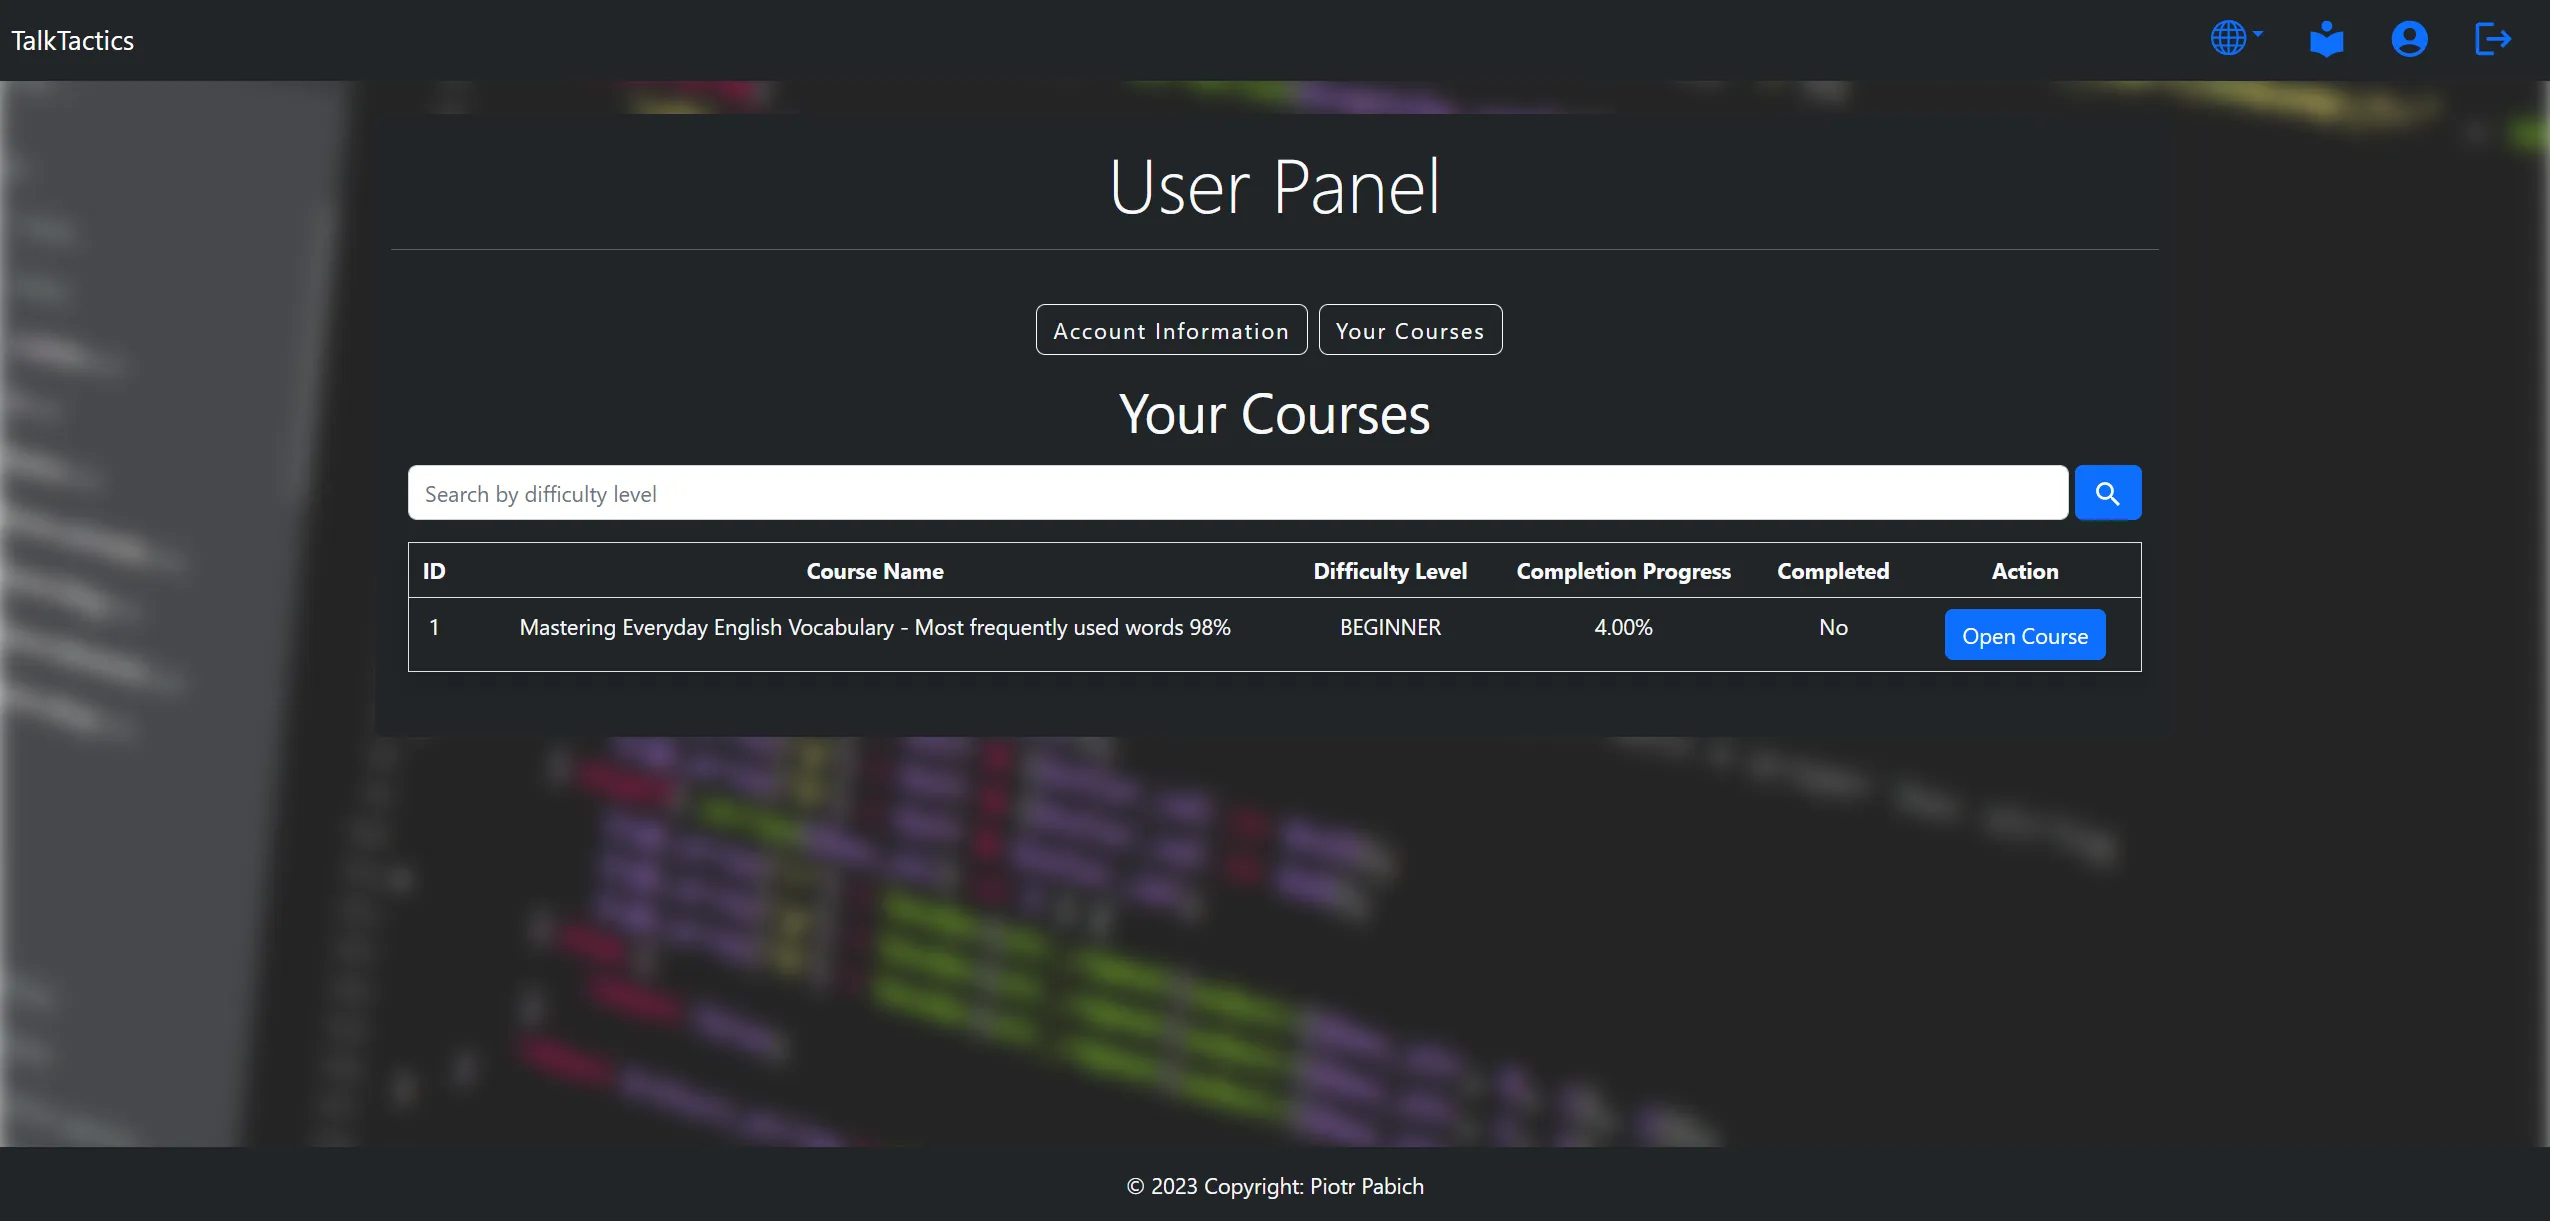 TalkTactics
User Panel
Account Information
Your Courses
Your Courses
Search by difficulty level
ID Course Name Difficulty Level Completion Progress Completed Action
1 Mastering Everyday English Vocabulary - Most frequently used words 98% BEGINNER 4.00% No Open Course
© 2023 Copyright: Piotr Pabich